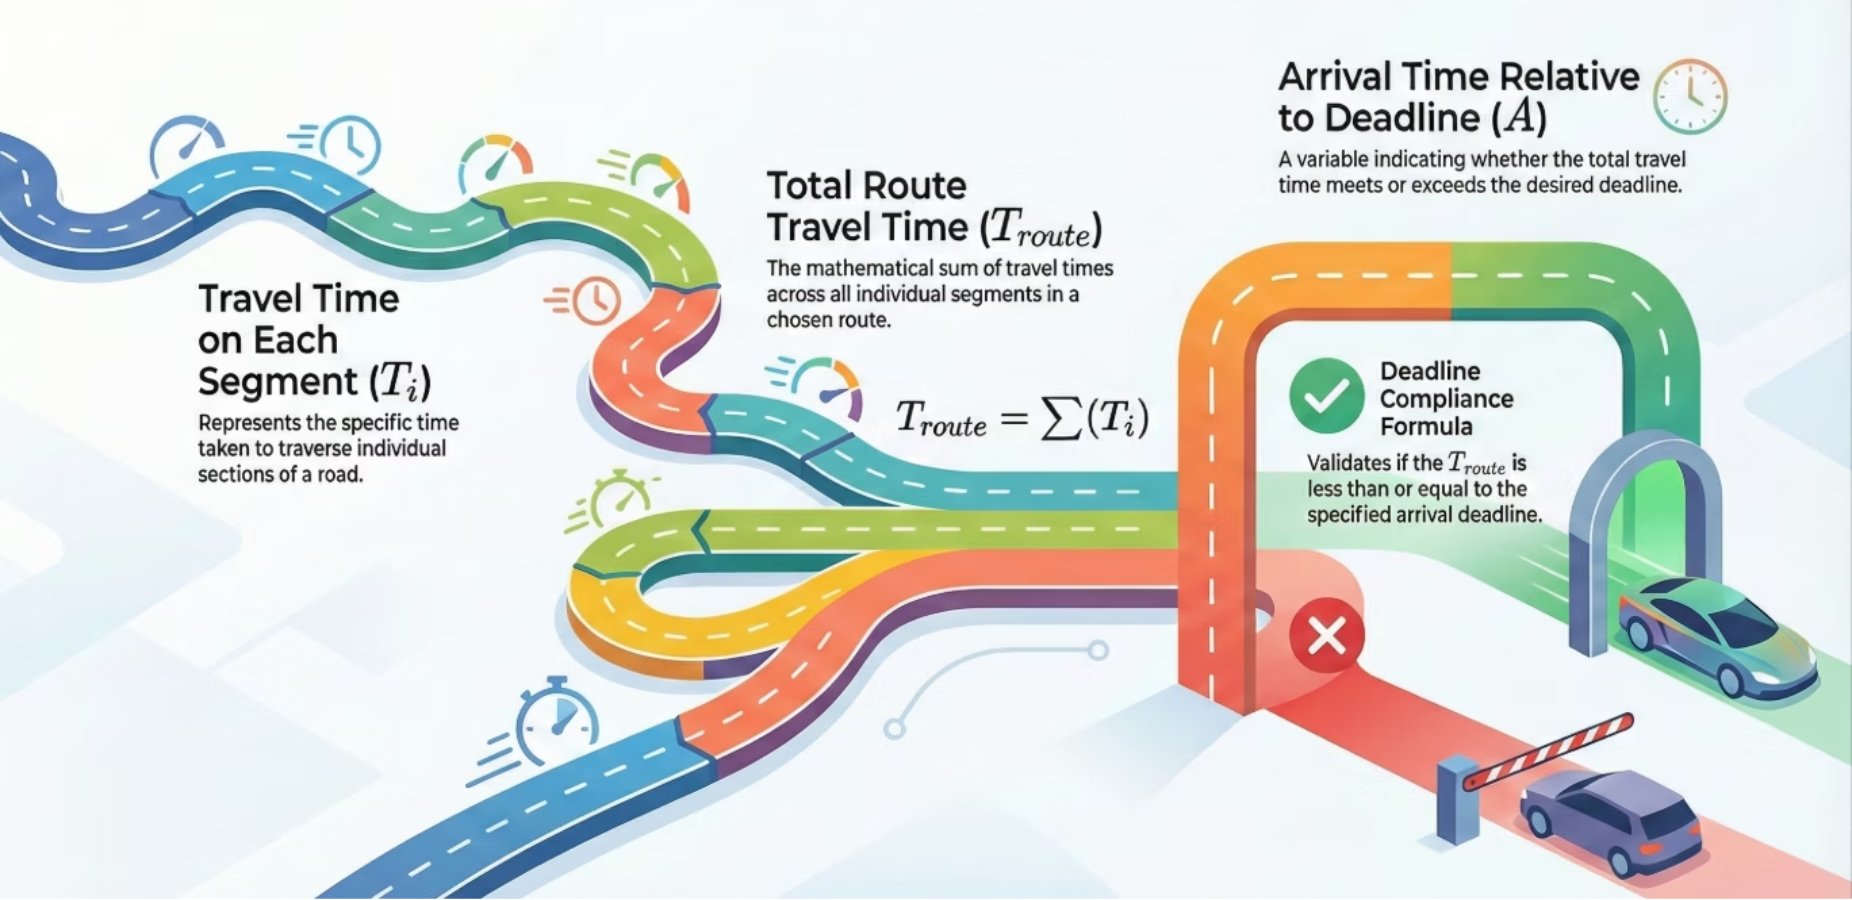 Travel Time
on Each
Segment (Tᵢ)
Represents the specific time
taken to traverse individual
sections of a road.
Total Route
Travel Time (T_route)
The mathematical sum of travel times
across all individual segments in a
chosen route.
T_route = ∑(Tᵢ)
Arrival Time Relative
to Deadline (A)
A variable indicating whether the total travel
time meets or exceeds the desired deadline.
Deadline
Compliance
Formula
Validates if the T_route is
less than or equal to the
specified arrival deadline.